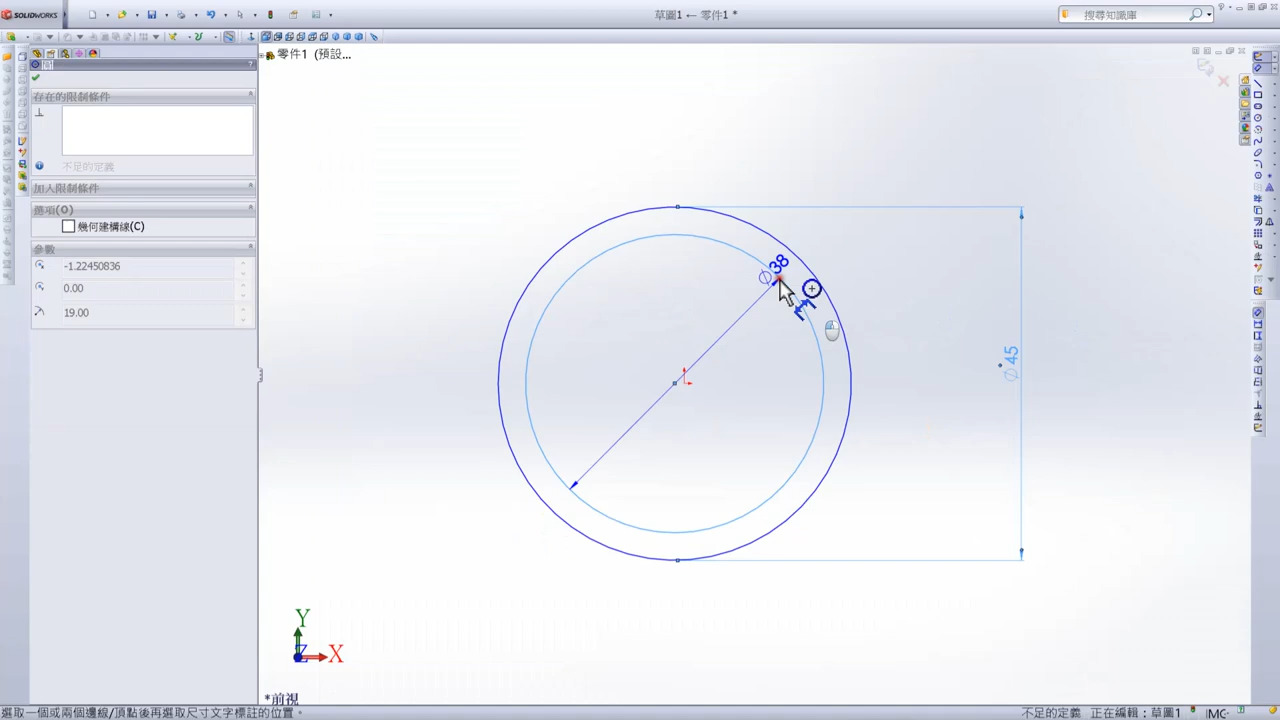 SOLIDWORKS
草圖1 ← 零件1 *
搜尋知識庫
零件1 (預設...
圓
?
存在的限制條件
不足的定義
加入限制條件
選項(O)
幾何建構線(C)
參數
-1.22450836
0.00
19.00
∅38
∅45
Y
Z
X
*前視
選取一個或兩個邊線/頂點後再選取尺寸文字標註的位置。
不足的定義 正在編輯：草圖1
MC